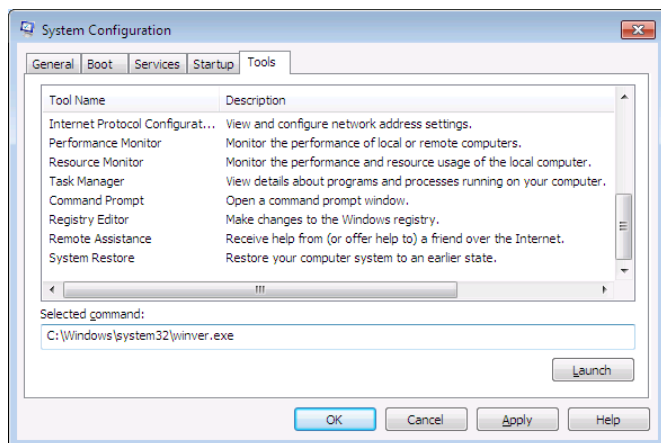 System Configuration
General Boot Services Startup Tools
Tool Name Description
Internet Protocol Configurat... View and configure network address settings.
Performance Monitor Monitor the performance of local or remote computers.
Resource Monitor Monitor the performance and resource usage of the local computer.
Task Manager View details about programs and processes running on your computer.
Command Prompt Open a command prompt window.
Registry Editor Make changes to the Windows registry.
Remote Assistance Receive help from (or offer help to) a friend over the Internet.
System Restore Restore your computer system to an earlier state.
Selected command:
C:\Windows\system32\winver.exe
Launch
OK Cancel Apply Help